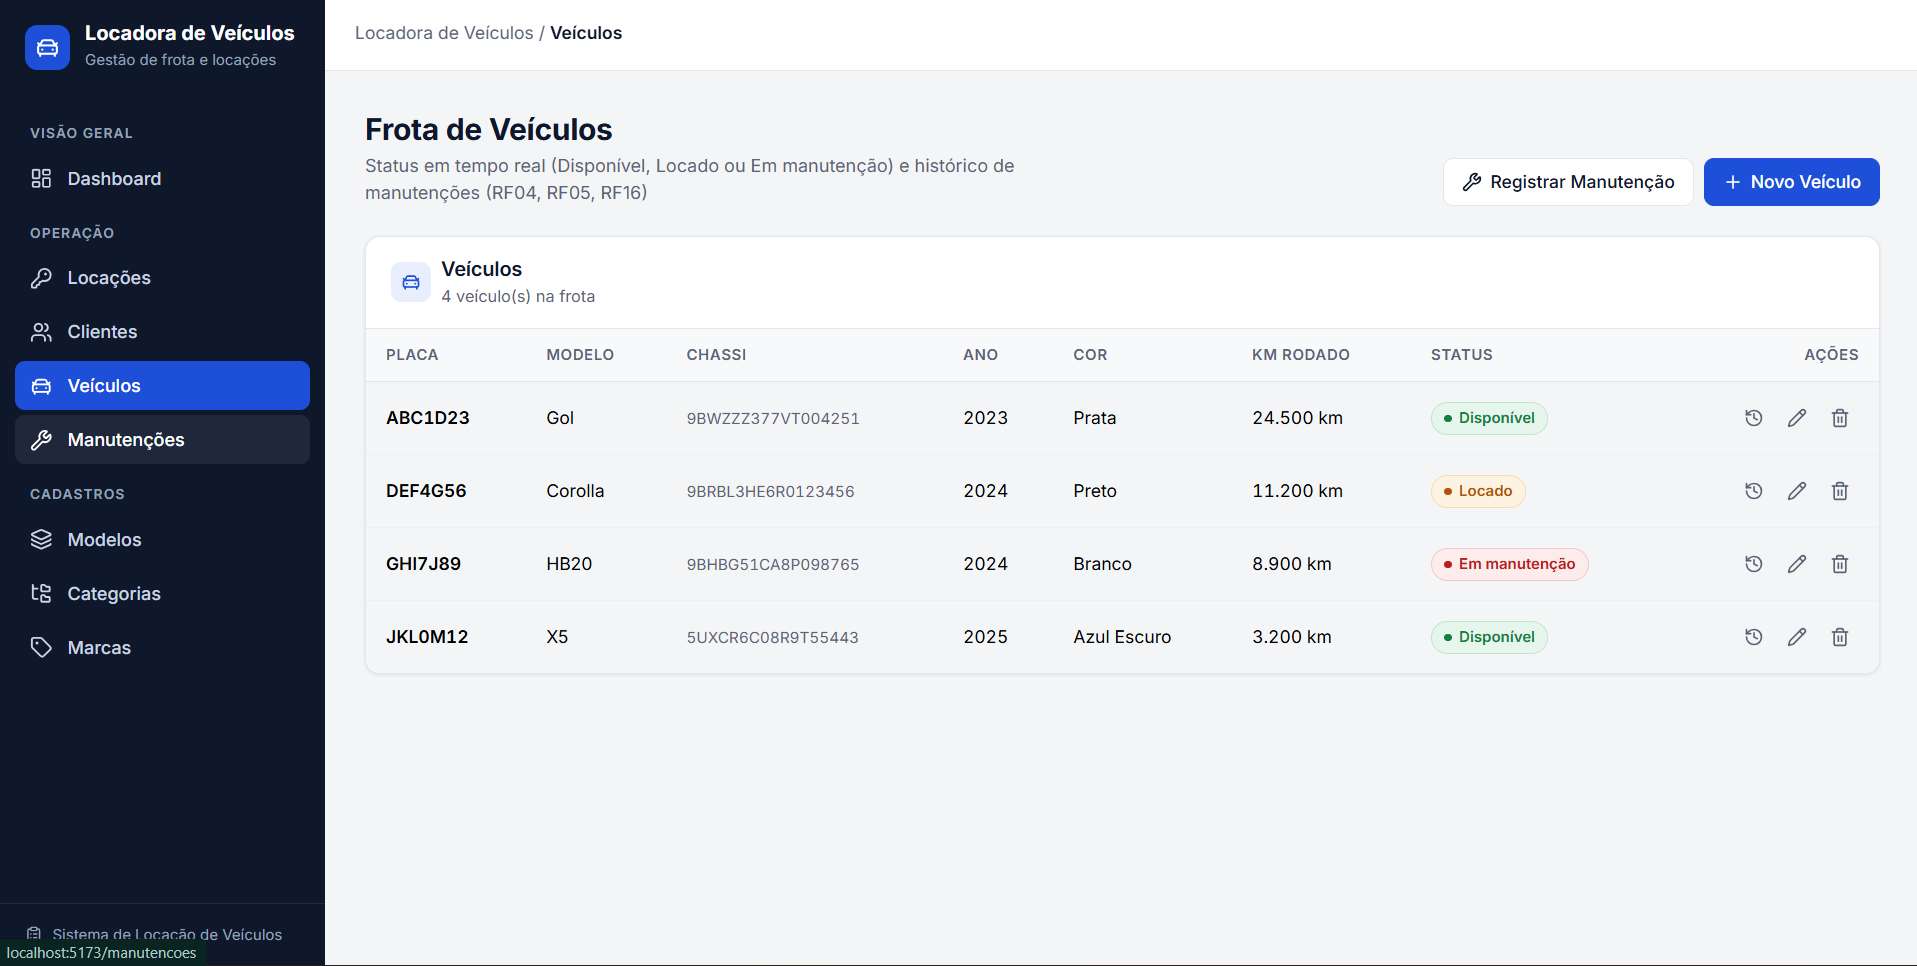 Locadora de Veículos
Gestão de frota e locações
VISÃO GERAL
Dashboard
OPERAÇÃO
Locações
Clientes
Veículos
Manutenções
CADASTROS
Modelos
Categorias
Marcas
Sistema de Locação de Veículos
localhost:5173/manutencoes
Locadora de Veículos / Veículos
Frota de Veículos
Status em tempo real (Disponível, Locado ou Em manutenção) e histórico de
manutenções (RF04, RF05, RF16)
Registrar Manutenção
+ Novo Veículo
Veículos
4 veículo(s) na frota
PLACA MODELO CHASSI ANO COR KM RODADO STATUS AÇÕES
ABC1D23 Gol 9BWZZZ377VT004251 2023 Prata 24.500 km Disponível
DEF4G56 Corolla 9BRBL3HE6R0123456 2024 Preto 11.200 km Locado
GHI7J89 HB20 9BHBG51CA8P098765 2024 Branco 8.900 km Em manutenção
JKL0M12 X5 5UXCR6C08R9T55443 2025 Azul Escuro 3.200 km Disponível